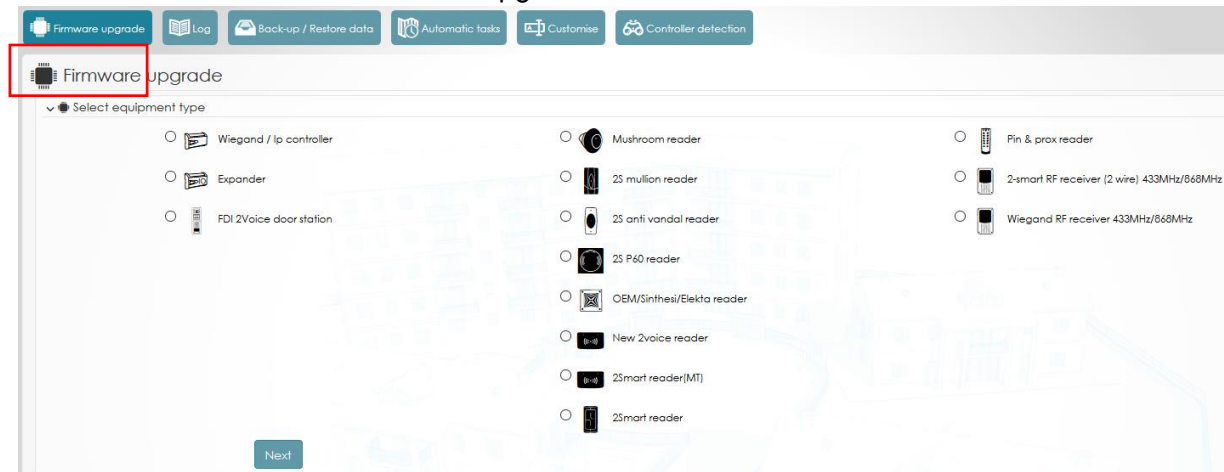 Firmware upgrade Log Back-up / Restore data Automatic tasks Customise Controller detection
Firmware upgrade
Select equipment type
Wiegand / Ip controller Mushroom reader Pin & prox reader
Expander 2S mullion reader 2-smart RF receiver (2 wire) 433MHz/868MHz
FDI 2Voice door station 2S anti vandal reader Wiegand RF receiver 433MHz/868MHz
2S P60 reader
OEM/Sinthesi/Elekta reader
New 2voice reader
2Smart reader(MT)
2Smart reader
Next